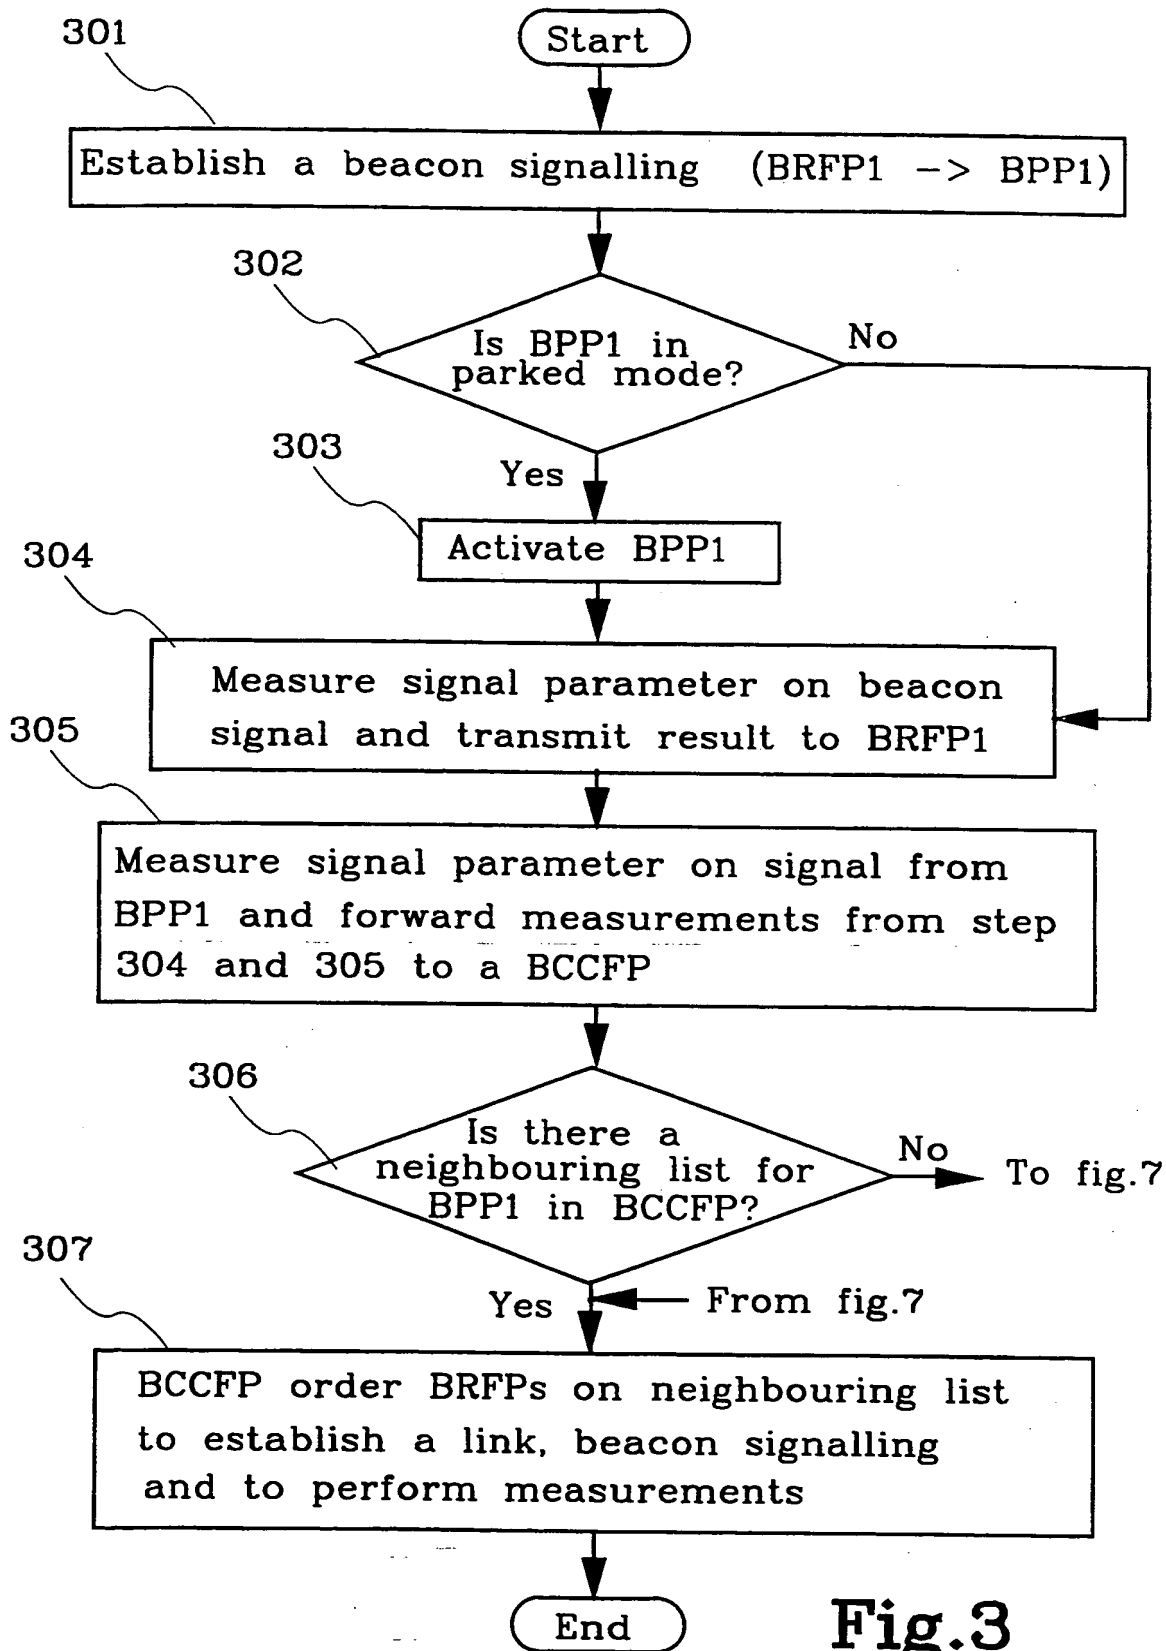 Start
301
Establish a beacon signalling (BRFP1 -> BPP1)
302
Is BPP1 in
parked mode?
No
303
Yes
Activate BPP1
304
Measure signal parameter on beacon
signal and transmit result to BRFP1
305
Measure signal parameter on signal from
BPP1 and forward measurements from step
304 and 305 to a BCCFP
306
Is there a
neighbouring list for
BPP1 in BCCFP?
No
To fig.7
307
Yes
From fig.7
BCCFP order BRFPs on neighbouring list
to establish a link, beacon signalling
and to perform measurements
End
Fig.3